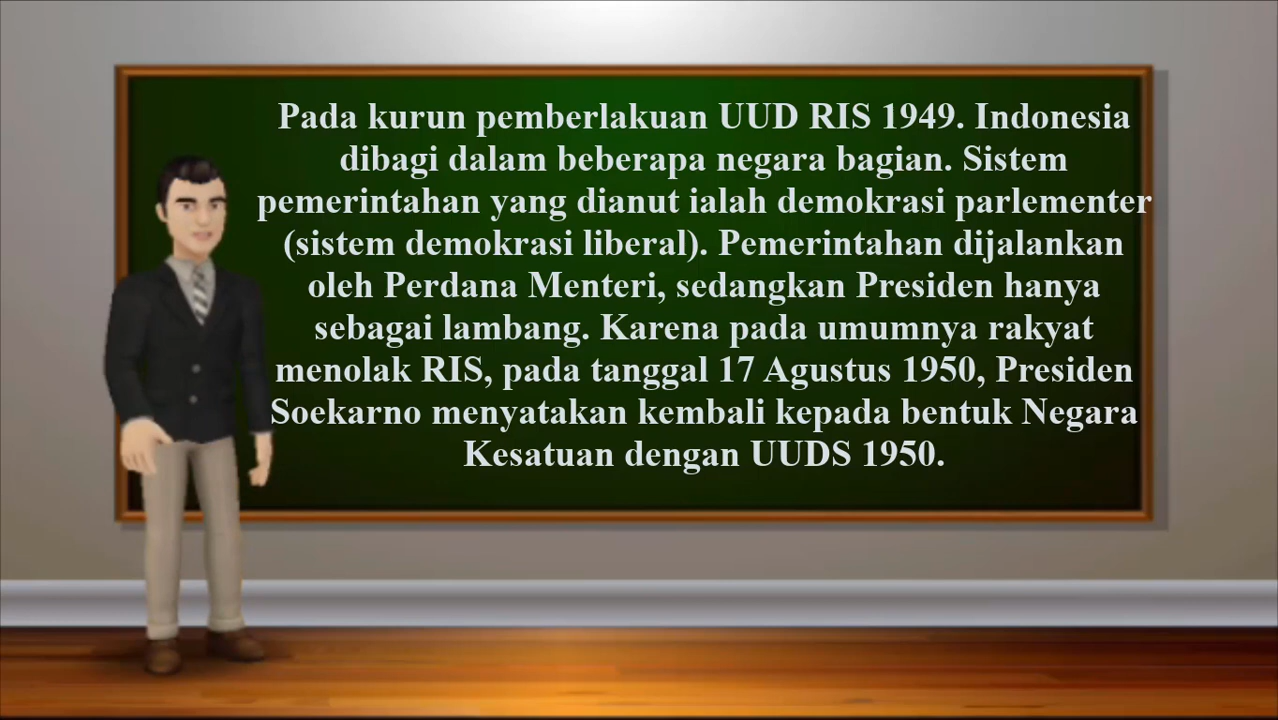 Pada kurun pemberlakuan UUD RIS 1949. Indonesia
dibagi dalam beberapa negara bagian. Sistem
pemerintahan yang dianut ialah demokrasi parlementer
(sistem demokrasi liberal). Pemerintahan dijalankan
oleh Perdana Menteri, sedangkan Presiden hanya
sebagai lambang. Karena pada umumnya rakyat
menolak RIS, pada tanggal 17 Agustus 1950, Presiden
Soekarno menyatakan kembali kepada bentuk Negara
Kesatuan dengan UUDS 1950.